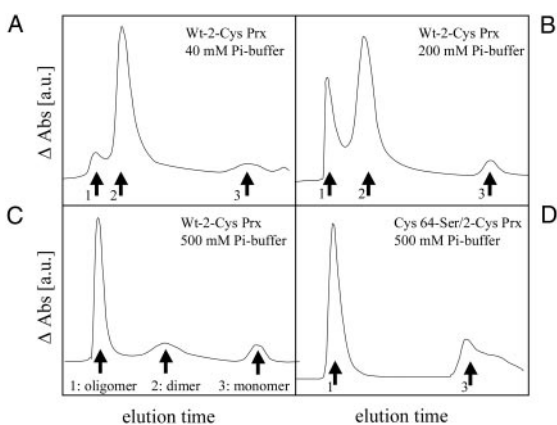 A
B
Wt-2-Cys Prx
40 mM Pi-buffer
Wt-2-Cys Prx
200 mM Pi-buffer
Δ Abs [a.u.]
1
2
3
1
2
3
C
D
Wt-2-Cys Prx
500 mM Pi-buffer
Cys 64-Ser/2-Cys Prx
500 mM Pi-buffer
Δ Abs [a.u.]
1: oligomer
2: dimer
3: monomer
1
3
elution time
elution time